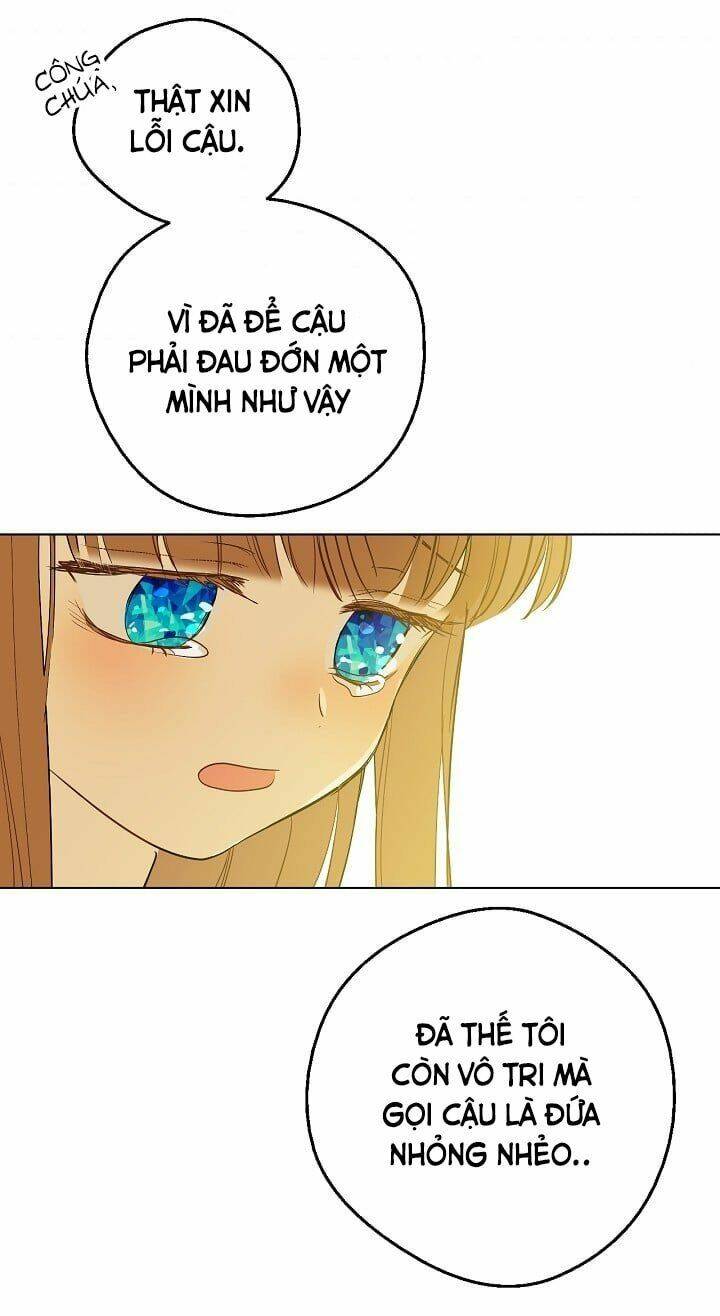 CÔNG
CHÚA,
THẬT XIN
LỖI CẬU.
VÌ ĐÃ ĐỂ CẬU
PHẢI ĐAU ĐỚN MỘT
MÌNH NHƯ VẬY
ĐÃ THẾ TÔI
CÒN VÔ TRI MÀ
GỌI CẬU LÀ ĐỨA
NHỎNG NHẺO..